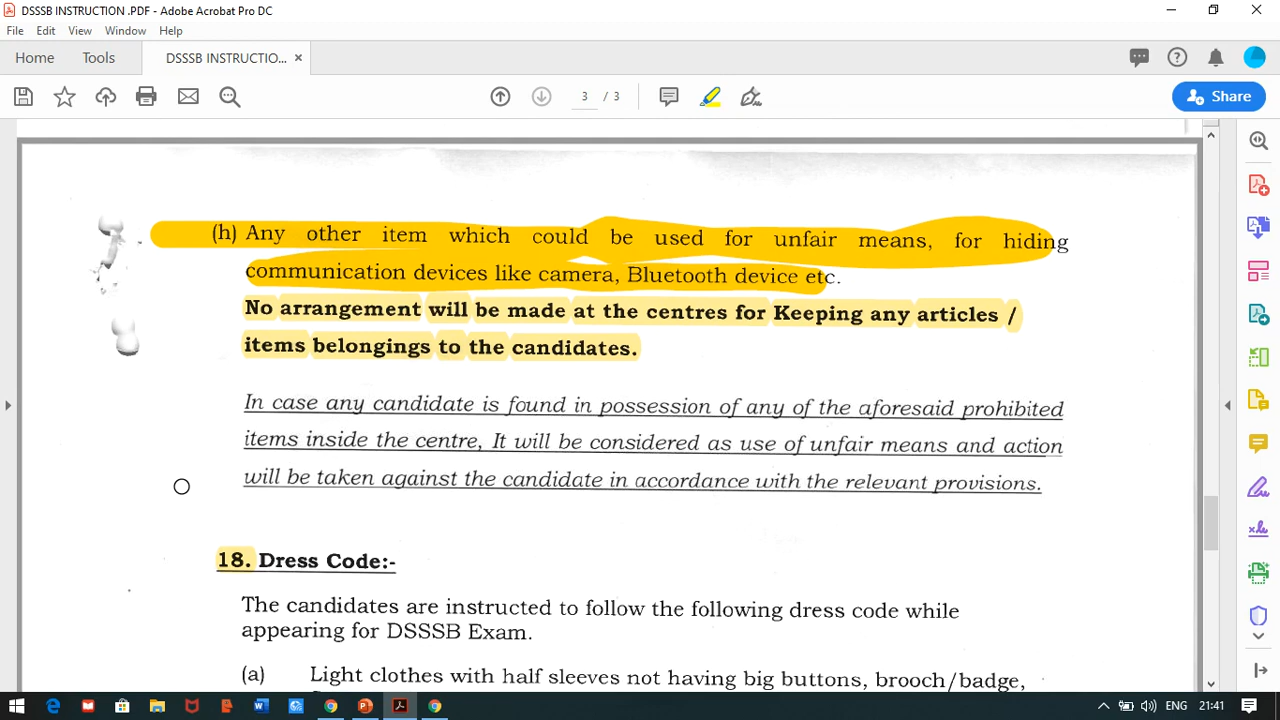 DSSSB INSTRUCTION .PDF - Adobe Acrobat Pro DC
File Edit View Window Help
Home Tools DSSSB INSTRUCTIO... ×
3 / 3
Share
(h) Any other item which could be used for unfair means, for hiding
communication devices like camera, Bluetooth device etc.
No arrangement will be made at the centres for Keeping any articles /
items belongings to the candidates.
In case any candidate is found in possession of any of the aforesaid prohibited
items inside the centre, It will be considered as use of unfair means and action
will be taken against the candidate in accordance with the relevant provisions.
18. Dress Code:-
The candidates are instructed to follow the following dress code while
appearing for DSSSB Exam.
(a) Light clothes with half sleeves not having big buttons, brooch/badge,
ENG 21:41